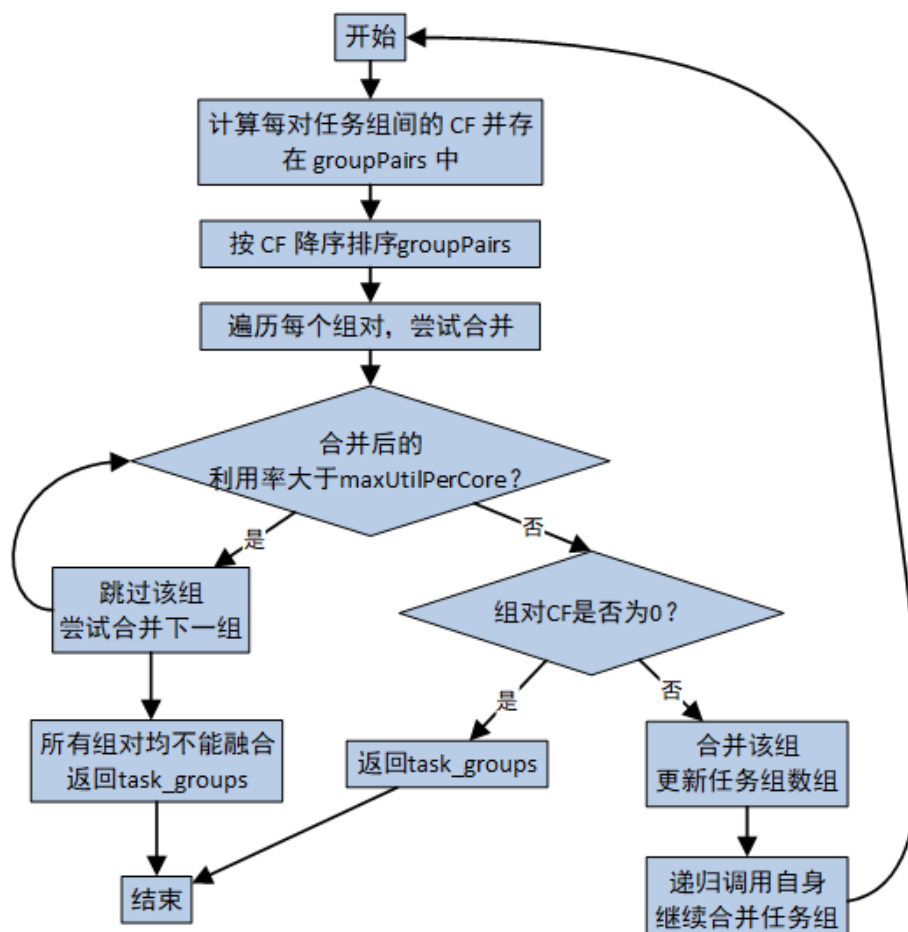 开始
计算每对任务组间的 CF 并存
在 groupPairs 中
按 CF 降序排序groupPairs
遍历每个组对，尝试合并
合并后的
利用率大于maxUtilPerCore？
是
否
跳过该组
尝试合并下一组
组对CF是否为0？
是
否
所有组对均不能融合
返回task_groups
返回task_groups
合并该组
更新任务组数组
结束
递归调用自身
继续合并任务组